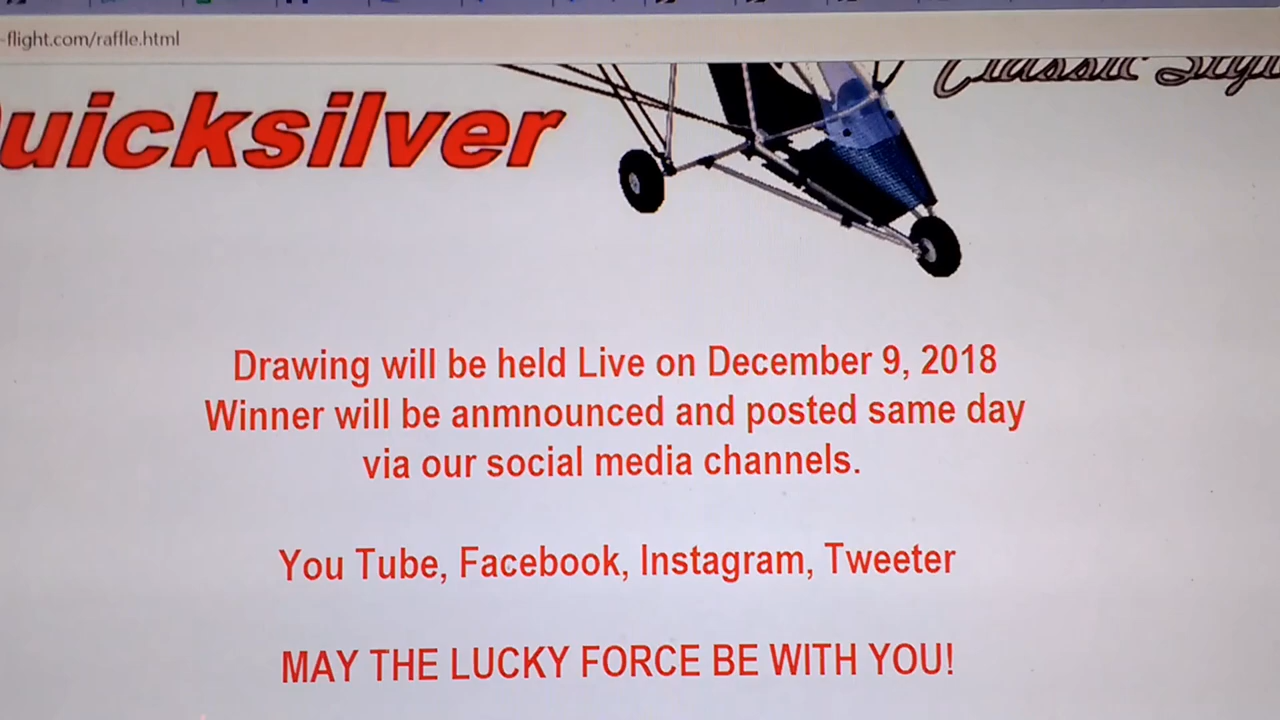 -flight.com/raffle.html
Classic Style
uicksilver
Drawing will be held Live on December 9, 2018
Winner will be anmnounced and posted same day
via our social media channels.
You Tube, Facebook, Instagram, Tweeter
MAY THE LUCKY FORCE BE WITH YOU!